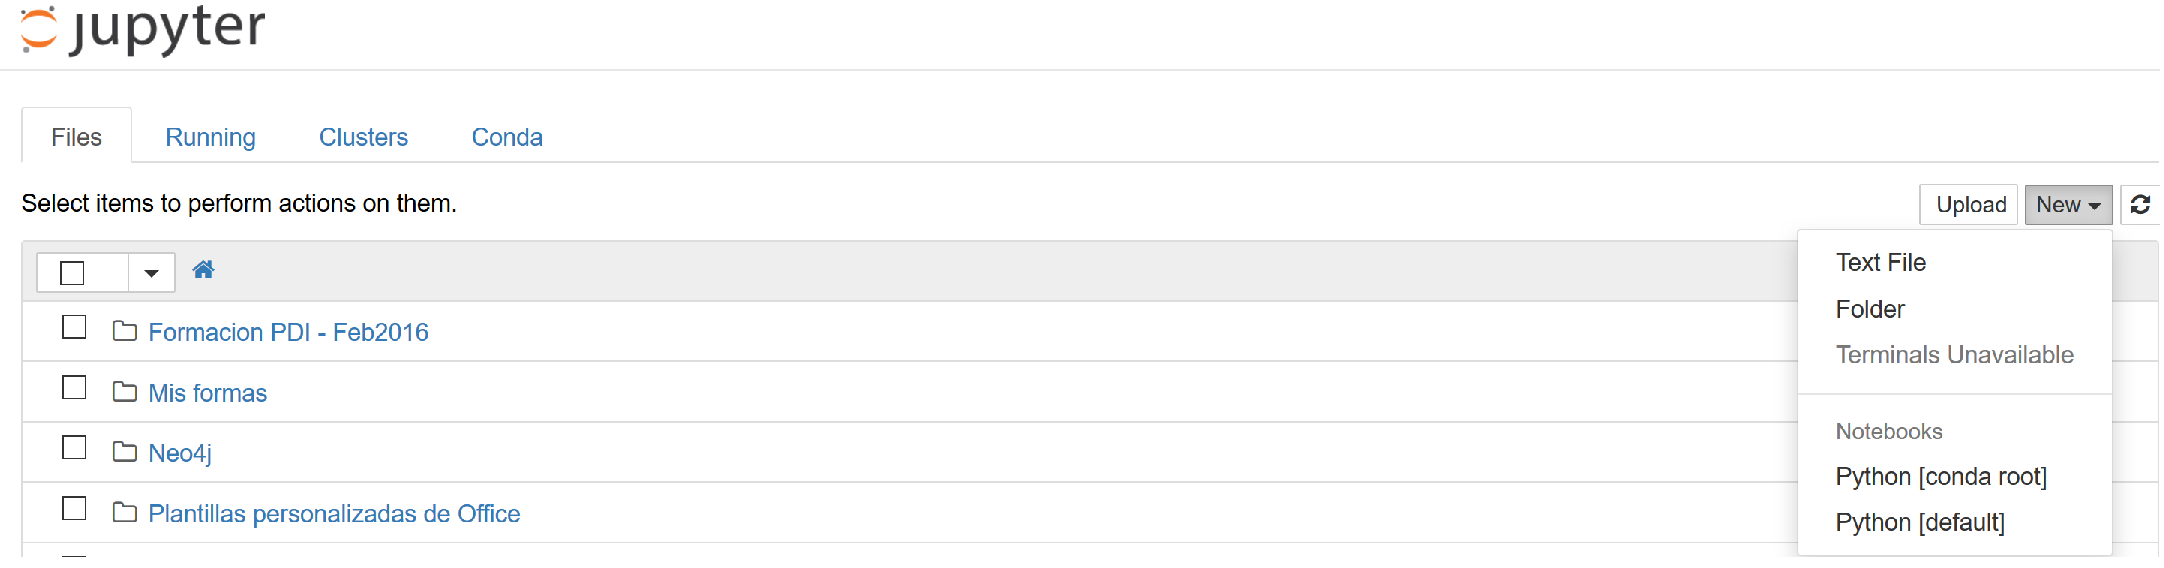 jupyter
Files Running Clusters Conda
Select items to perform actions on them.
Upload New
Text File
Folder
Terminals Unavailable
Notebooks
Python [conda root]
Python [default]
Formacion PDI - Feb2016
Mis formas
Neo4j
Plantillas personalizadas de Office